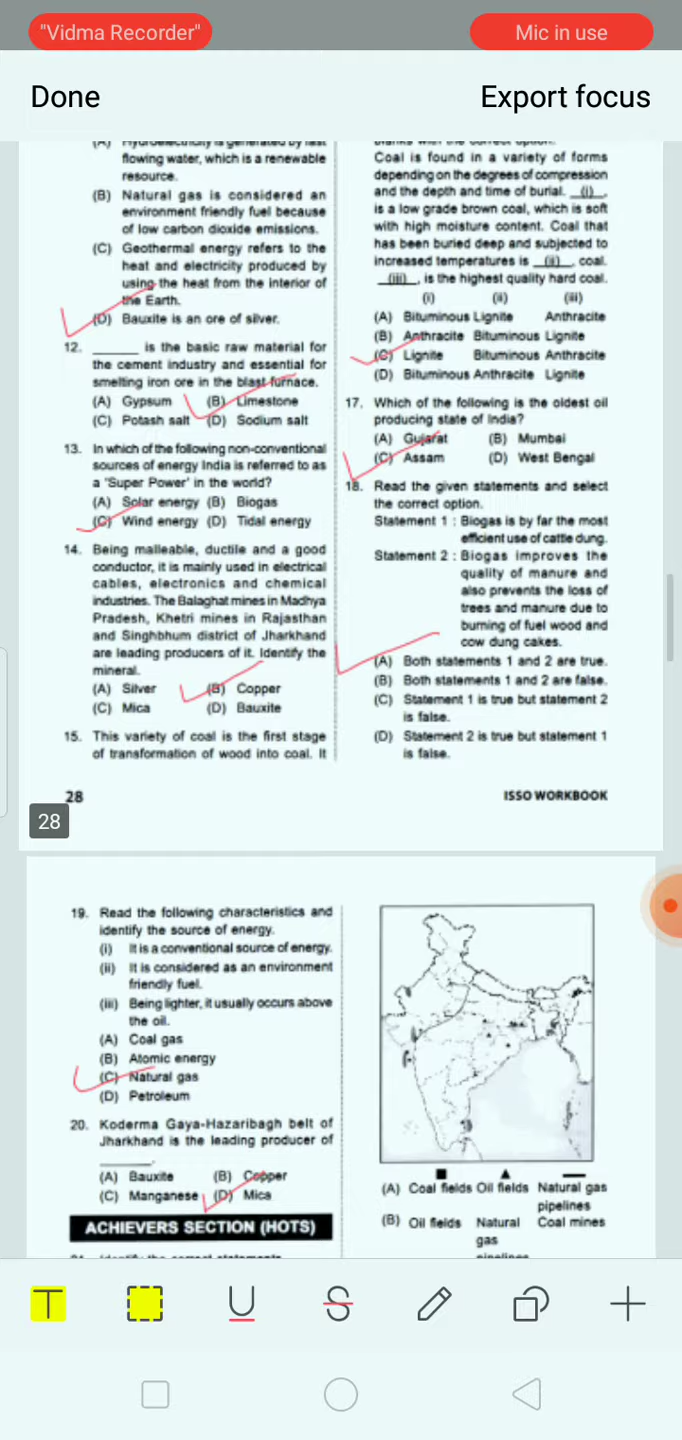 "Vidma Recorder"
Mic in use
Done
Export focus
(A) Hydroelectricity is generated by fast
flowing water, which is a renewable
resource.
(B) Natural gas is considered an
environment friendly fuel because
of low carbon dioxide emissions.
(C) Geothermal energy refers to the
heat and electricity produced by
using the heat from the interior of
the Earth.
(D) Bauxite is an ore of silver.
12. ______ is the basic raw material for
the cement industry and essential for
smelting iron ore in the blast furnace.
(A) Gypsum (B) Limestone
(C) Potash salt (D) Sodium salt
13. In which of the following non-conventional
sources of energy India is referred to as
a 'Super Power' in the world?
(A) Solar energy (B) Biogas
(C) Wind energy (D) Tidal energy
14. Being malleable, ductile and a good
conductor, it is mainly used in electrical
cables, electronics and chemical
industries. The Balaghat mines in Madhya
Pradesh, Khetri mines in Rajasthan
and Singhbhum district of Jharkhand
are leading producers of it. Identify the
mineral.
(A) Silver (B) Copper
(C) Mica (D) Bauxite
15. This variety of coal is the first stage
of transformation of wood into coal. It
blanks with the correct option.
Coal is found in a variety of forms
depending on the degrees of compression
and the depth and time of burial. (i) ,
is a low grade brown coal, which is soft
with high moisture content. Coal that
has been buried deep and subjected to
increased temperatures is (ii) coal.
(iii) , is the highest quality hard coal.
(i) (ii) (iii)
(A) Bituminous Lignite Anthracite
(B) Anthracite Bituminous Lignite
(C) Lignite Bituminous Anthracite
(D) Bituminous Anthracite Lignite
17. Which of the following is the oldest oil
producing state of India?
(A) Gujarat (B) Mumbai
(C) Assam (D) West Bengal
18. Read the given statements and select
the correct option.
Statement 1 : Biogas is by far the most
efficient use of cattle dung.
Statement 2 : Biogas improves the
quality of manure and
also prevents the loss of
trees and manure due to
burning of fuel wood and
cow dung cakes.
(A) Both statements 1 and 2 are true.
(B) Both statements 1 and 2 are false.
(C) Statement 1 is true but statement 2
is false.
(D) Statement 2 is true but statement 1
is false.
28
ISSO WORKBOOK
28
19. Read the following characteristics and
identify the source of energy.
(i) It is a conventional source of energy.
(ii) It is considered as an environment
friendly fuel.
(iii) Being lighter, it usually occurs above
the oil.
(A) Coal gas
(B) Atomic energy
(C) Natural gas
(D) Petroleum
20. Koderma Gaya-Hazaribagh belt of
Jharkhand is the leading producer of
______.
(A) Bauxite (B) Copper
(C) Manganese (D) Mica
ACHIEVERS SECTION (HOTS)
21. Identify the correct statements
(A) Coal fields Oil fields Natural gas
pipelines
(B) Oil fields Natural Coal mines
gas
pipelines
T
U
S